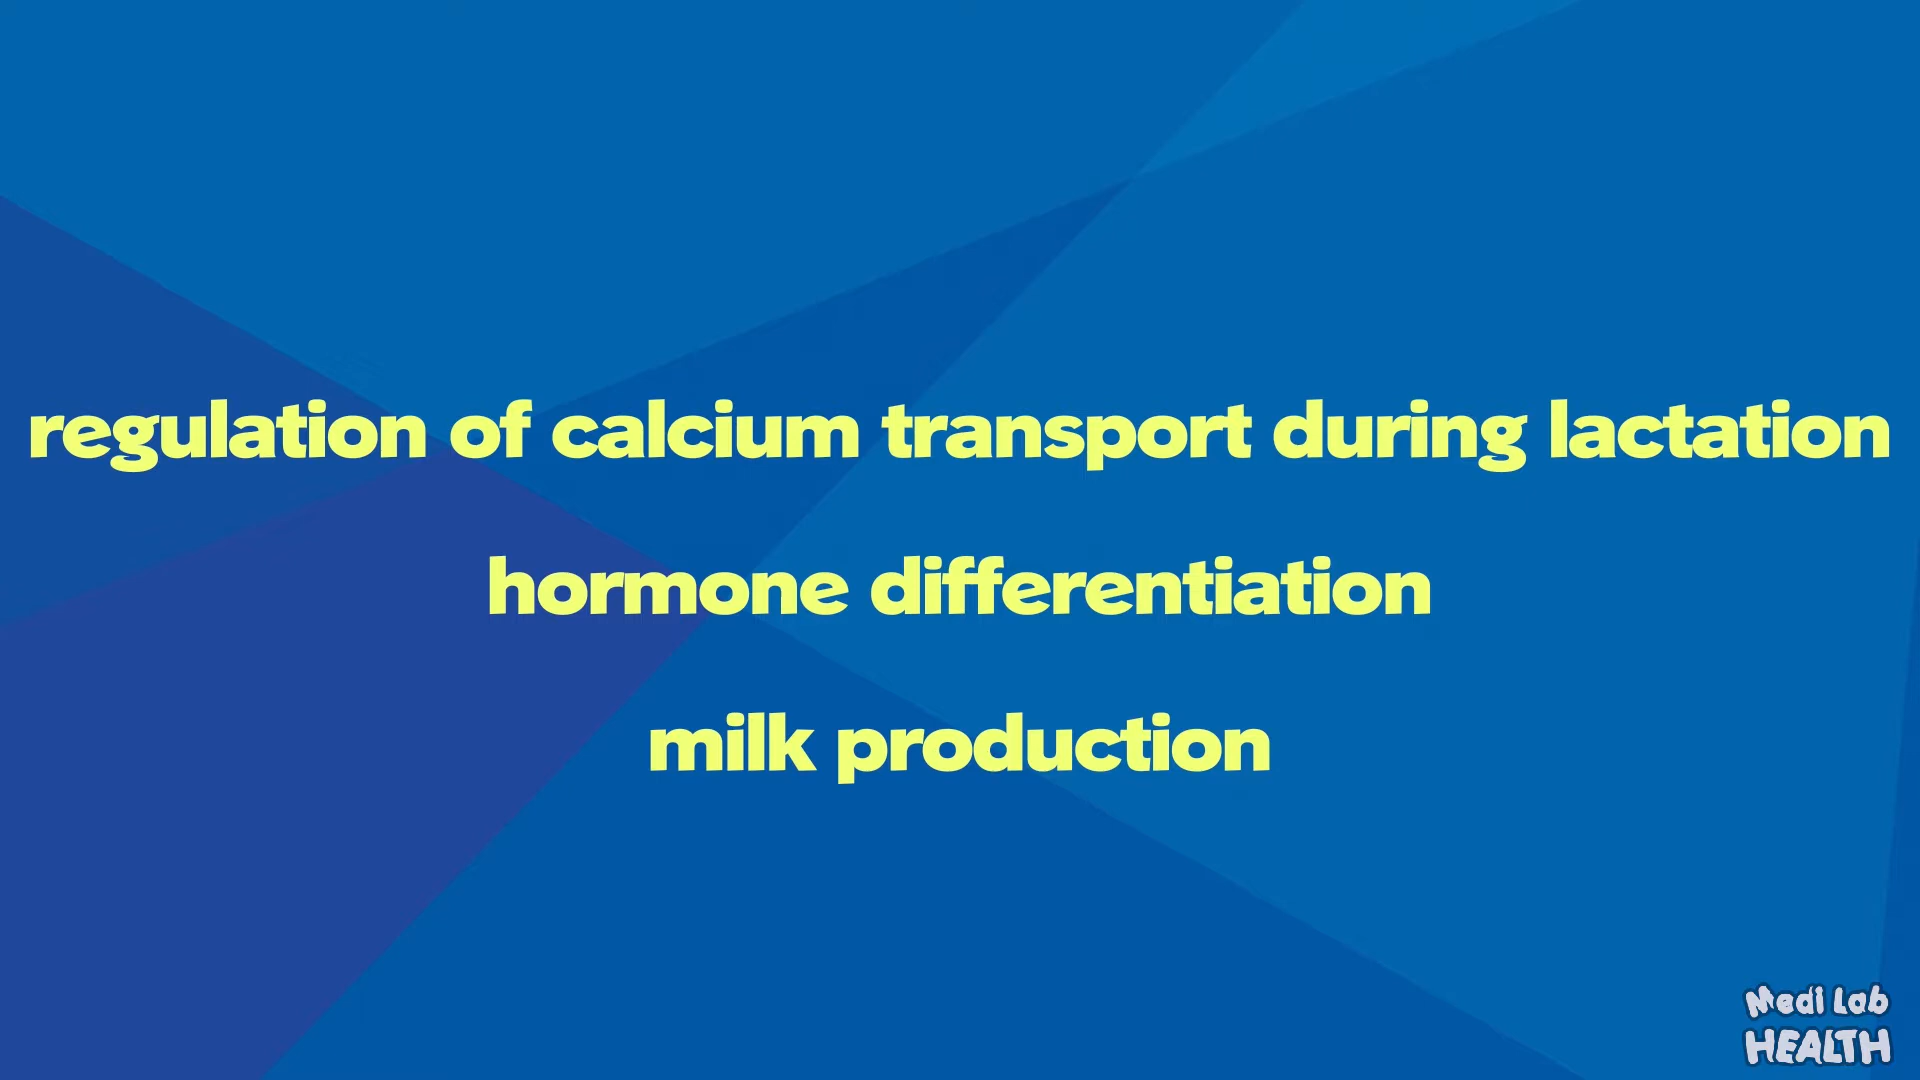 regulation of calcium transport during lactation
hormone differentiation
milk production
Medi Lab
HEALTH